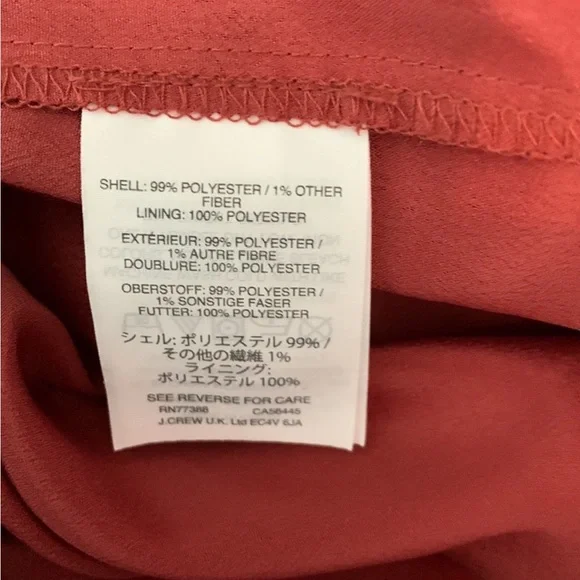 SHELL: 99% POLYESTER / 1% OTHER
FIBER
LINING: 100% POLYESTER
EXTÉRIEUR: 99% POLYESTER /
1% AUTRE FIBRE
DOUBLURE: 100% POLYESTER
OBERSTOFF: 99% POLYESTER /
1% SONSTIGE FASER
FUTTER: 100% POLYESTER
シェル: ポリエステル 99% /
その他の繊維 1%
ライニング:
ポリエステル 100%
SEE REVERSE FOR CARE
RN77388 CA56445
J.CREW U.K. Ltd EC4V 6JA